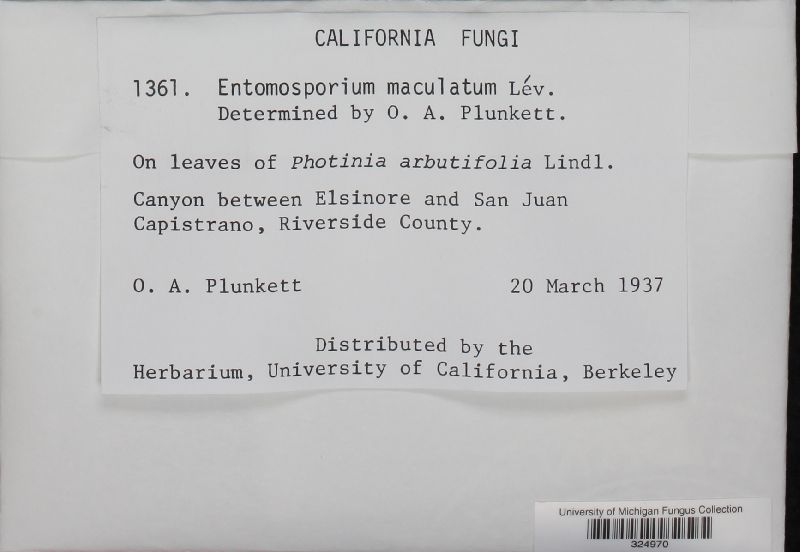 CALIFORNIA FUNGI
1361. Entomosporium maculatum Lév.
Determined by O. A. Plunkett.
On leaves of Photinia arbutifolia Lindl.
Canyon between Elsinore and San Juan
Capistrano, Riverside County.
O. A. Plunkett 20 March 1937
Distributed by the
Herbarium, University of California, Berkeley
University of Michigan Fungus Collection
324970